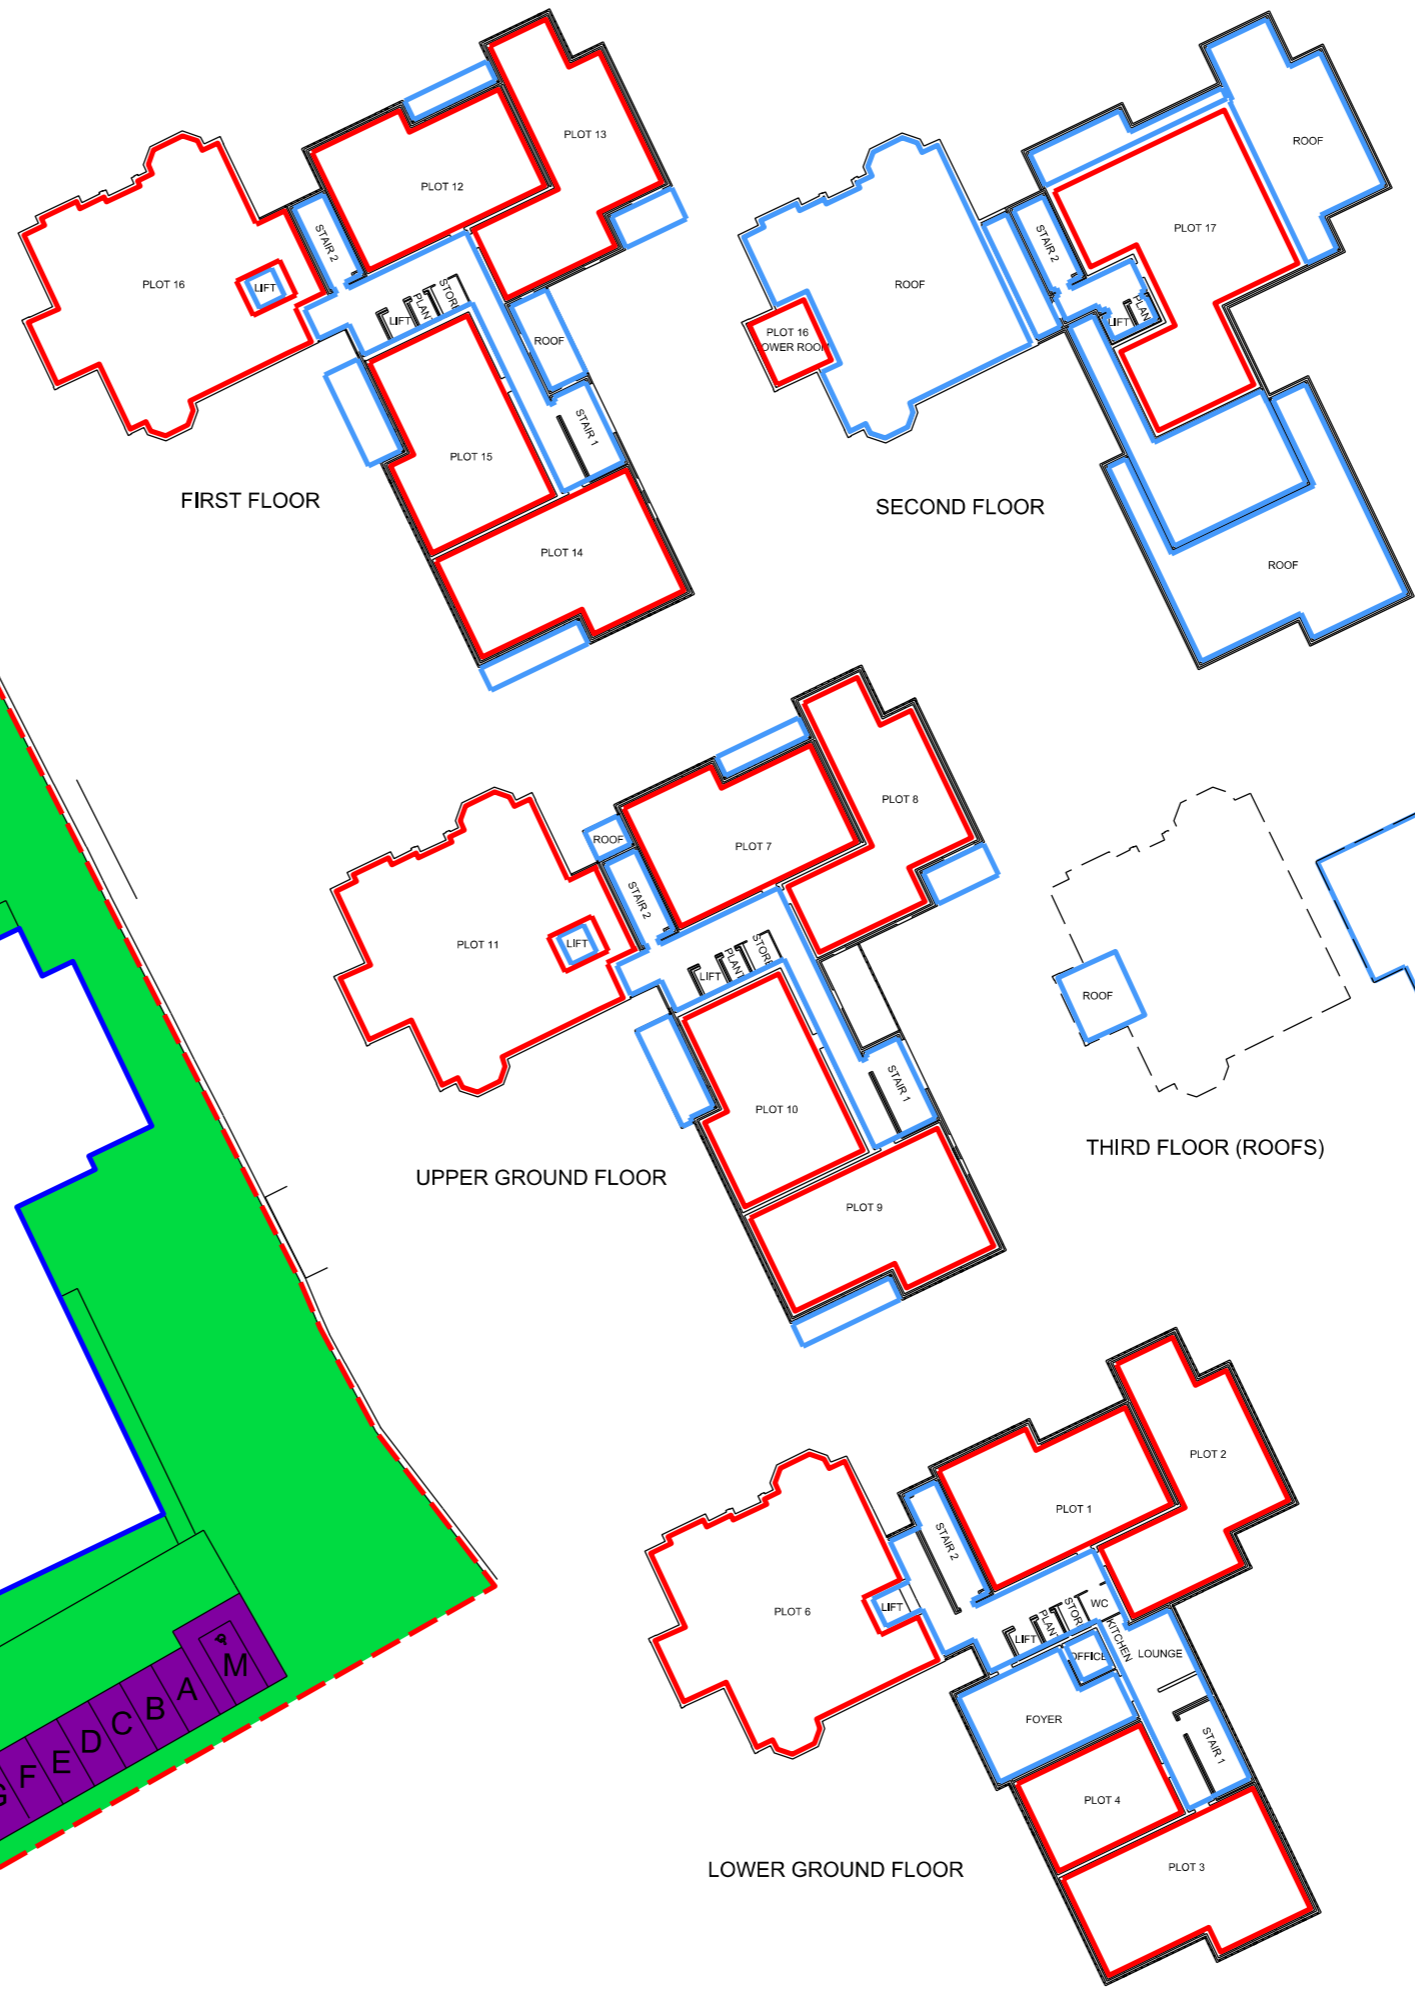 PLOT 13
PLOT 12
STAIR 2
PLOT 16
LIFT
STORE
PLANT
LIFT
ROOF
STAIR 1
PLOT 15
PLOT 14
FIRST FLOOR
ROOF
PLOT 17
STAIR 2
ROOF
PLOT 16
LIFT
ROOF
SECOND FLOOR
PLOT 8
ROOF
PLOT 7
STAIR 2
PLOT 11
LIFT
STORE
PLANT
LIFT
STAIR 1
PLOT 10
PLOT 9
UPPER GROUND FLOOR
ROOF
THIRD FLOOR (ROOFS)
PLOT 2
PLOT 1
STAIR 2
PLOT 6
LIFT
WC
STORE
PLANT
LIFT
KITCHEN
OFFICE
LOUNGE
FOYER
STAIR 1
PLOT 4
PLOT 3
LOWER GROUND FLOOR
M
A
B
C
D
E
F